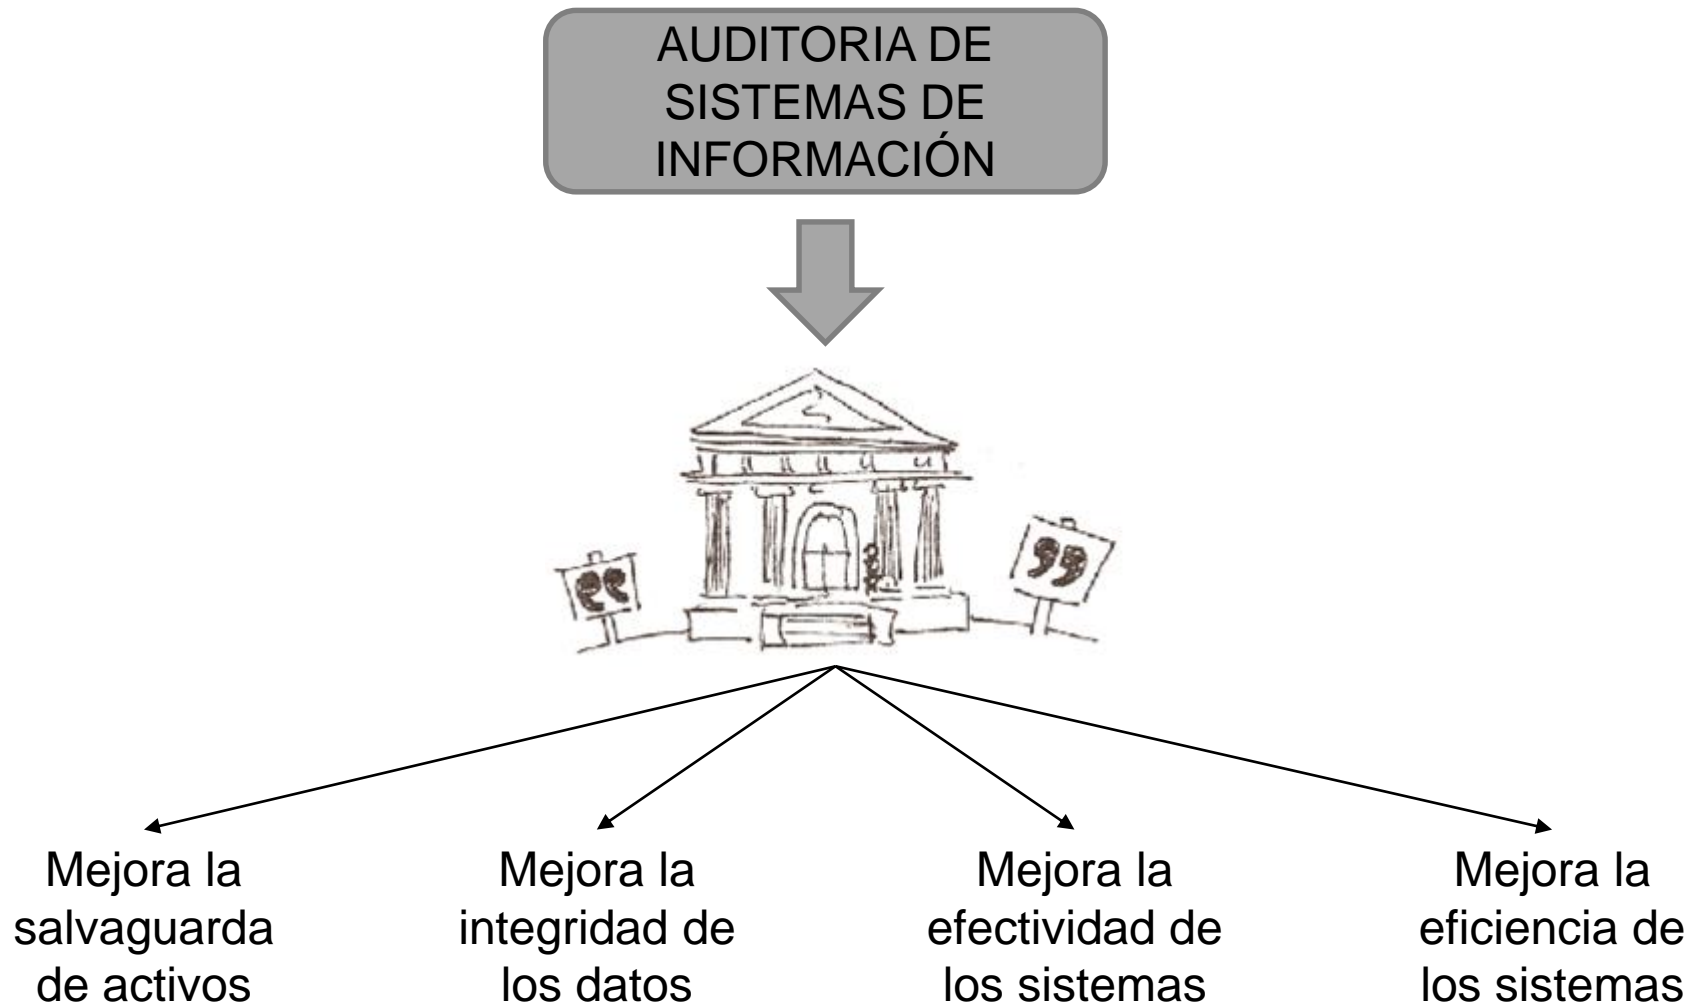 AUDITORIA DE
SISTEMAS DE
INFORMACIÓN
Mejora la
salvaguarda
de activos
Mejora la
integridad de
los datos
Mejora la
efectividad de
los sistemas
Mejora la
eficiencia de
los sistemas